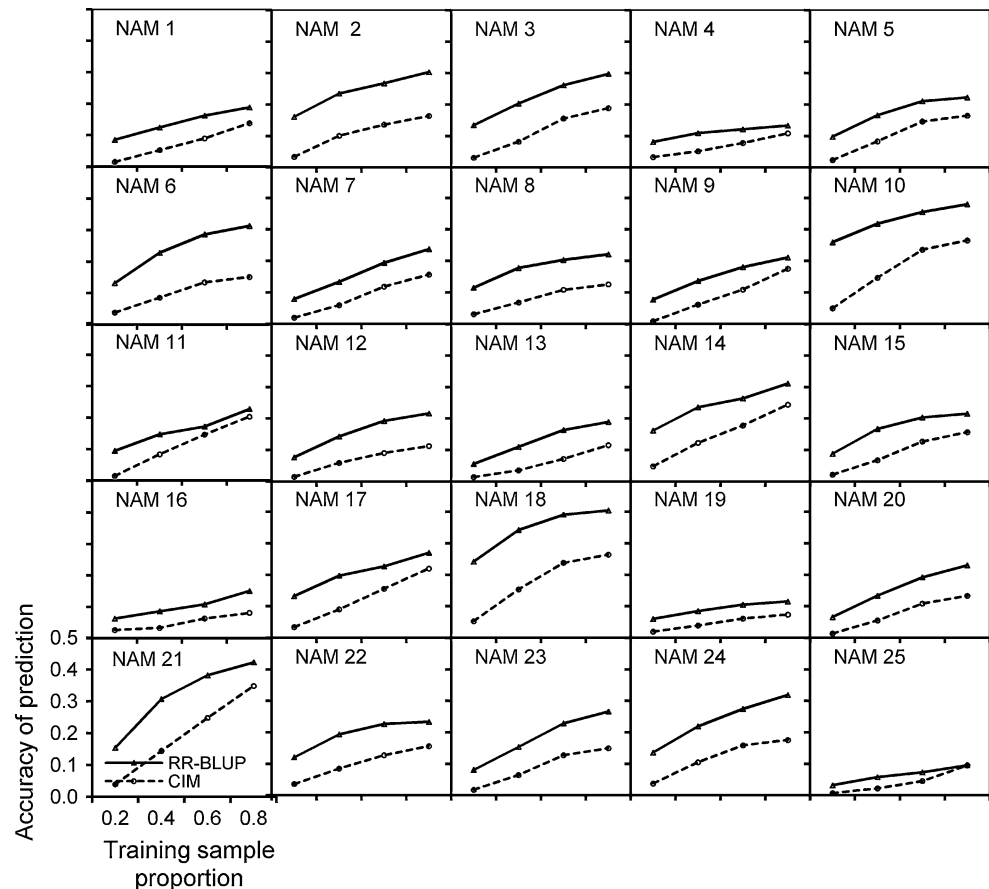 NAM 1
NAM 2
NAM 3
NAM 4
NAM 5
NAM 6
NAM 7
NAM 8
NAM 9
NAM 10
NAM 11
NAM 12
NAM 13
NAM 14
NAM 15
NAM 16
NAM 17
NAM 18
NAM 19
NAM 20
0.5
NAM 21
NAM 22
NAM 23
NAM 24
NAM 25
0.4
0.3
0.2
0.1
0.0
RR-BLUP
CIM
Accuracy of prediction
0.2 0.4 0.6 0.8
Training sample
proportion